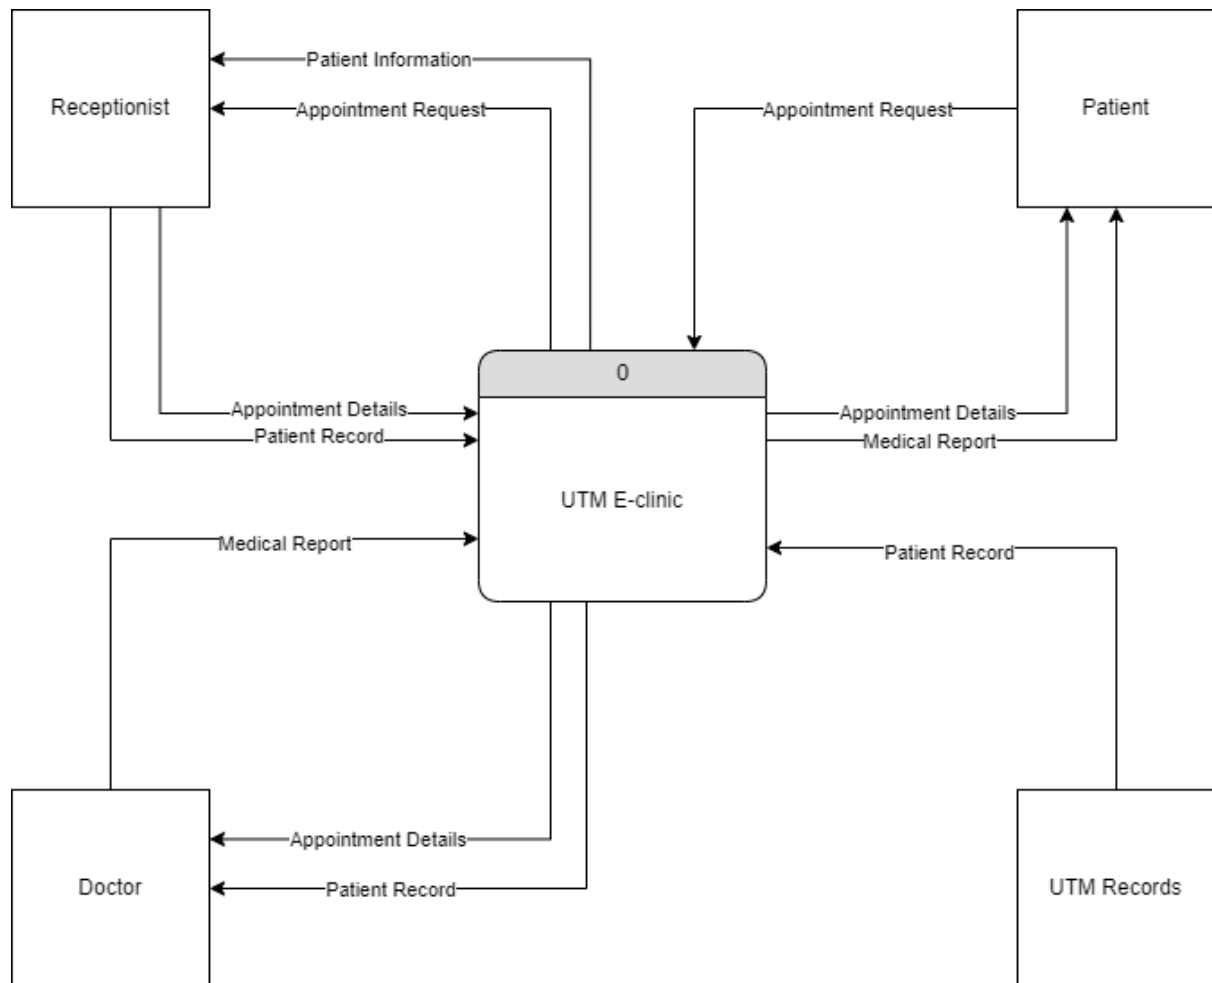 Patient Information
Receptionist
Appointment Request
Appointment Request
Patient
0
Appointment Details
Patient Record
Appointment Details
Medical Report
UTM E-clinic
Medical Report
Patient Record
Appointment Details
Doctor
Patient Record
UTM Records